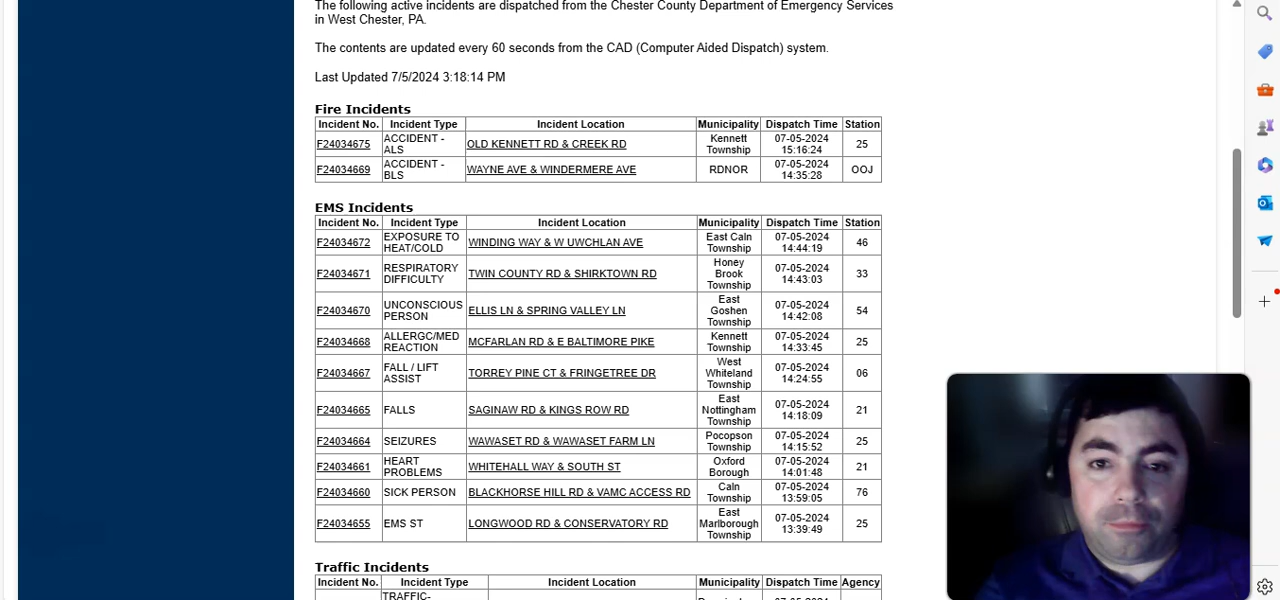 The following active incidents are dispatched from the Chester County Department of Emergency Services
in West Chester, PA.
The contents are updated every 60 seconds from the CAD (Computer Aided Dispatch) system.
Last Updated 7/5/2024 3:18:14 PM
Fire Incidents
Incident No. Incident Type Incident Location Municipality Dispatch Time Station
F24034675 ACCIDENT - ALS OLD KENNETT RD & CREEK RD Kennett Township 07-05-2024 15:16:24 25
F24034669 ACCIDENT - BLS WAYNE AVE & WINDERMERE AVE RDNOR 07-05-2024 14:35:28 OOJ
EMS Incidents
Incident No. Incident Type Incident Location Municipality Dispatch Time Station
F24034672 EXPOSURE TO HEAT/COLD WINDING WAY & W UWCHLAN AVE East Caln Township 07-05-2024 14:44:19 46
F24034671 RESPIRATORY DIFFICULTY TWIN COUNTY RD & SHIRKTOWN RD Honey Brook Township 07-05-2024 14:43:03 33
F24034670 UNCONSCIOUS PERSON ELLIS LN & SPRING VALLEY LN East Goshen Township 07-05-2024 14:42:08 54
F24034668 ALLERGC/MED REACTION MCFARLAN RD & E BALTIMORE PIKE Kennett Township 07-05-2024 14:33:45 25
F24034667 FALL / LIFT ASSIST TORREY PINE CT & FRINGETREE DR West Whiteland Township 07-05-2024 14:24:55 06
F24034665 FALLS SAGINAW RD & KINGS ROW RD East Nottingham Township 07-05-2024 14:18:09 21
F24034664 SEIZURES WAWASET RD & WAWASET FARM LN Pocopson Township 07-05-2024 14:15:52 25
F24034661 HEART PROBLEMS WHITEHALL WAY & SOUTH ST Oxford Borough 07-05-2024 14:01:48 21
F24034660 SICK PERSON BLACKHORSE HILL RD & VAMC ACCESS RD Caln Township 07-05-2024 13:59:05 76
F24034655 EMS ST LONGWOOD RD & CONSERVATORY RD East Marlborough Township 07-05-2024 13:39:49 25
Traffic Incidents
Incident No. Incident Type Incident Location Municipality Dispatch Time Agency
TRAFFIC-